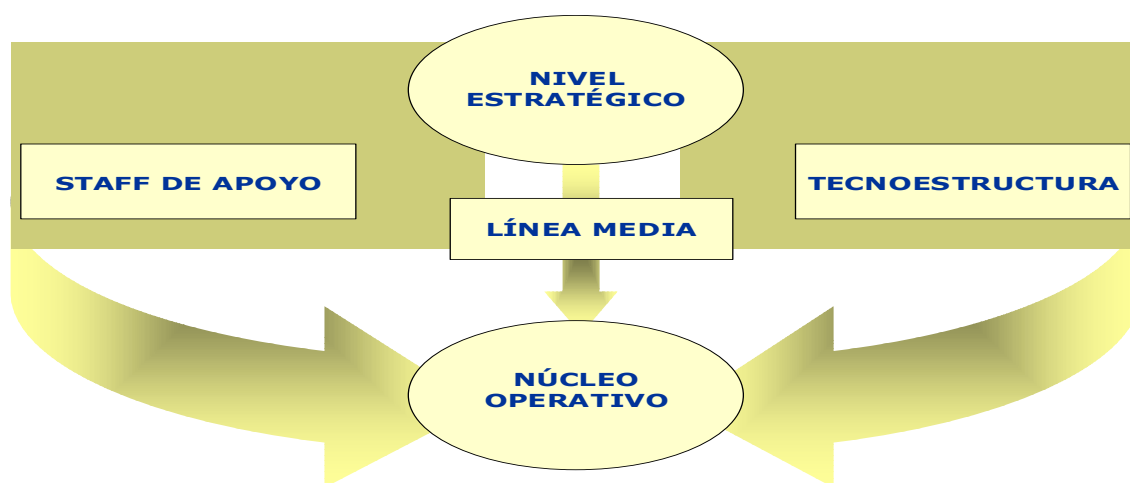 NIVEL
ESTRATÉGICO
STAFF DE APOYO
TECNOESTRUCTURA
LÍNEA MEDIA
NÚCLEO
OPERATIVO